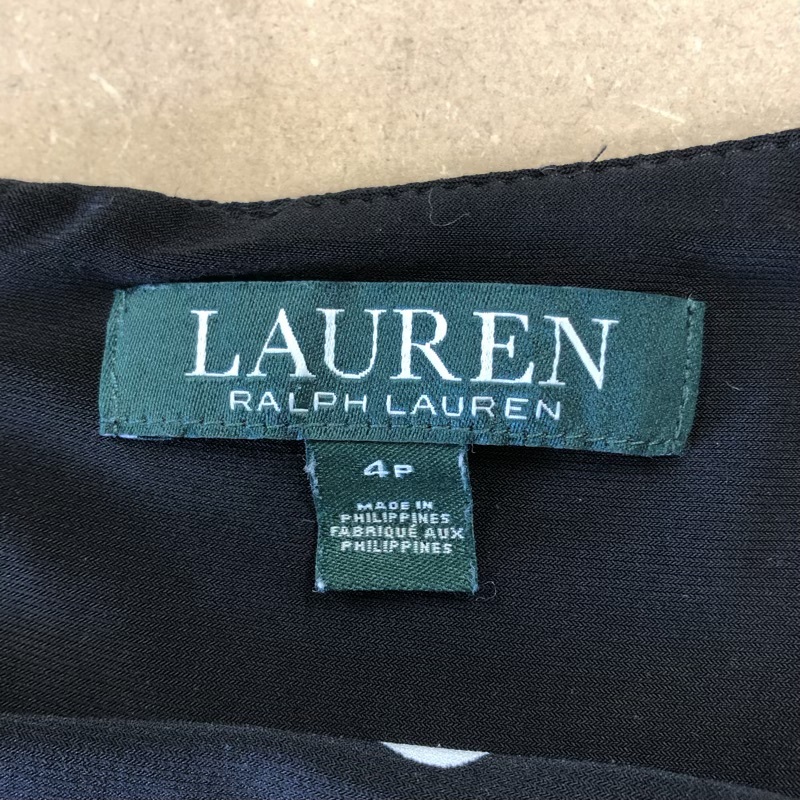 LAUREN
RALPH LAUREN
4P
MADE IN
PHILIPPINES
FABRIQUÉ AUX
PHILIPPINES